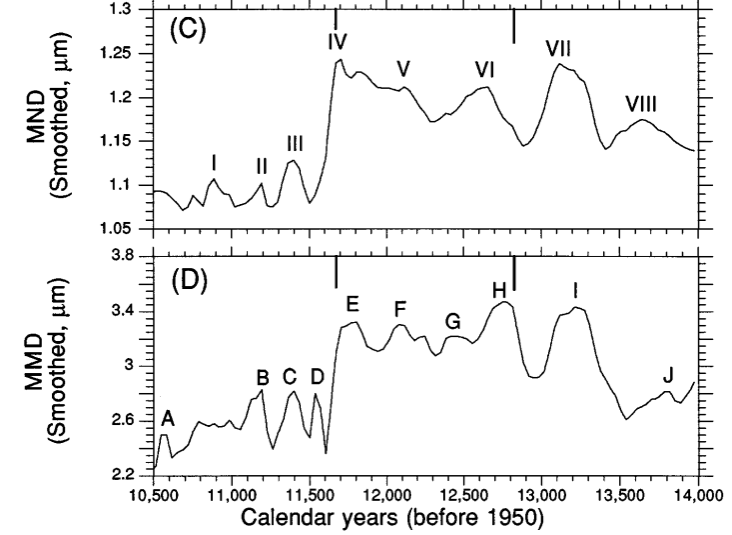 1.3
(C)
IV
VII
1.25
V
VI
MND
(Smoothed, μm)
1.2
VIII
1.15
III
I
II
1.1
1.05
3.8
(D)
H
I
E
F
3.4
G
MMD
(Smoothed, μm)
3
B
C
D
J
A
2.6
2.2
10,500 11,000 11,500 12,000 12,500 13,000 13,500 14,000
Calendar years (before 1950)